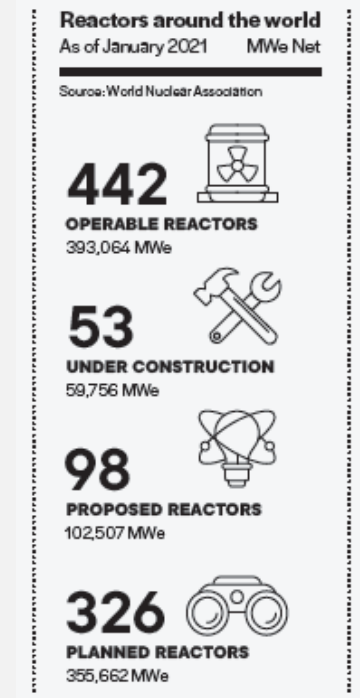 Reactors around the world
As of January 2021 MWe Net
Source: World Nuclear Association
442
OPERABLE REACTORS
393,064 MWe
53
UNDER CONSTRUCTION
59,756 MWe
98
PROPOSED REACTORS
102,507 MWe
326
PLANNED REACTORS
355,662 MWe